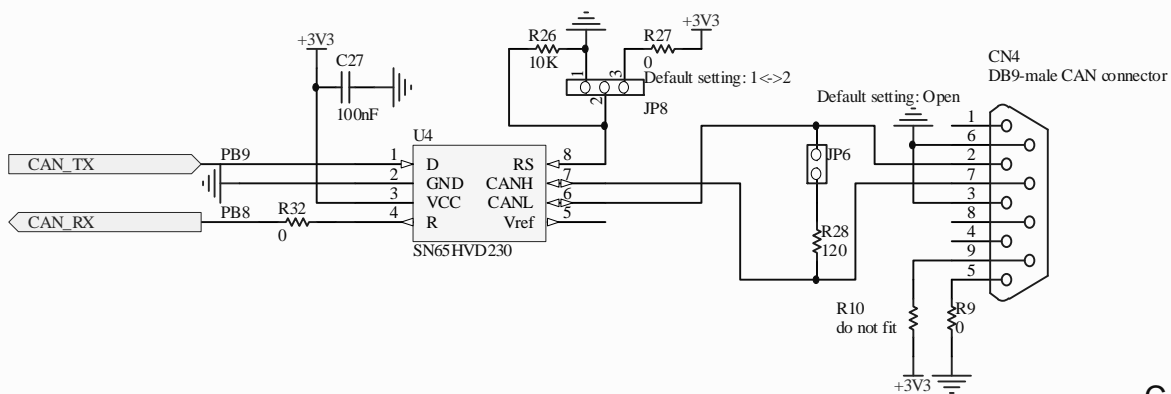 +3V3
C27
100nF
R26
10K
R27
0
+3V3
1
2
3
Default setting: 1<->2
JP8
CN4
DB9-male CAN connector
Default setting: Open
U4
CAN_TX
PB9
1
D
2
GND
3
VCC
4
R
RS
8
CANH
7
CANL
6
Vref
5
SN65HVD230
CAN_RX
PB8
R32
0
JP6
R28
120
1
6
2
7
3
8
4
9
5
R10
do not fit
R9
0
+3V3